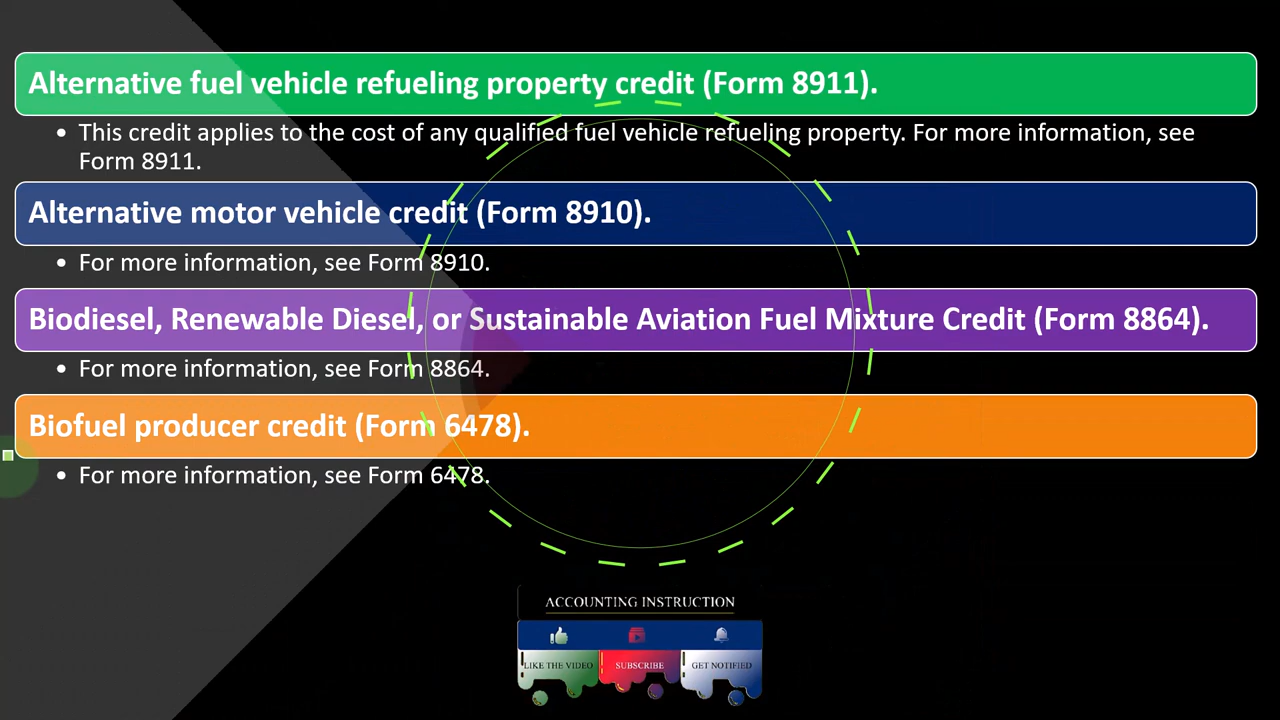 Alternative fuel vehicle refueling property credit (Form 8911).
• This credit applies to the cost of any qualified fuel vehicle refueling property. For more information, see
Form 8911.
Alternative motor vehicle credit (Form 8910).
• For more information, see Form 8910.
Biodiesel, Renewable Diesel, or Sustainable Aviation Fuel Mixture Credit (Form 8864).
• For more information, see Form 8864.
Biofuel producer credit (Form 6478).
• For more information, see Form 6478.
ACCOUNTING INSTRUCTION
LIKE THE VIDEO SUBSCRIBE GET NOTIFIED